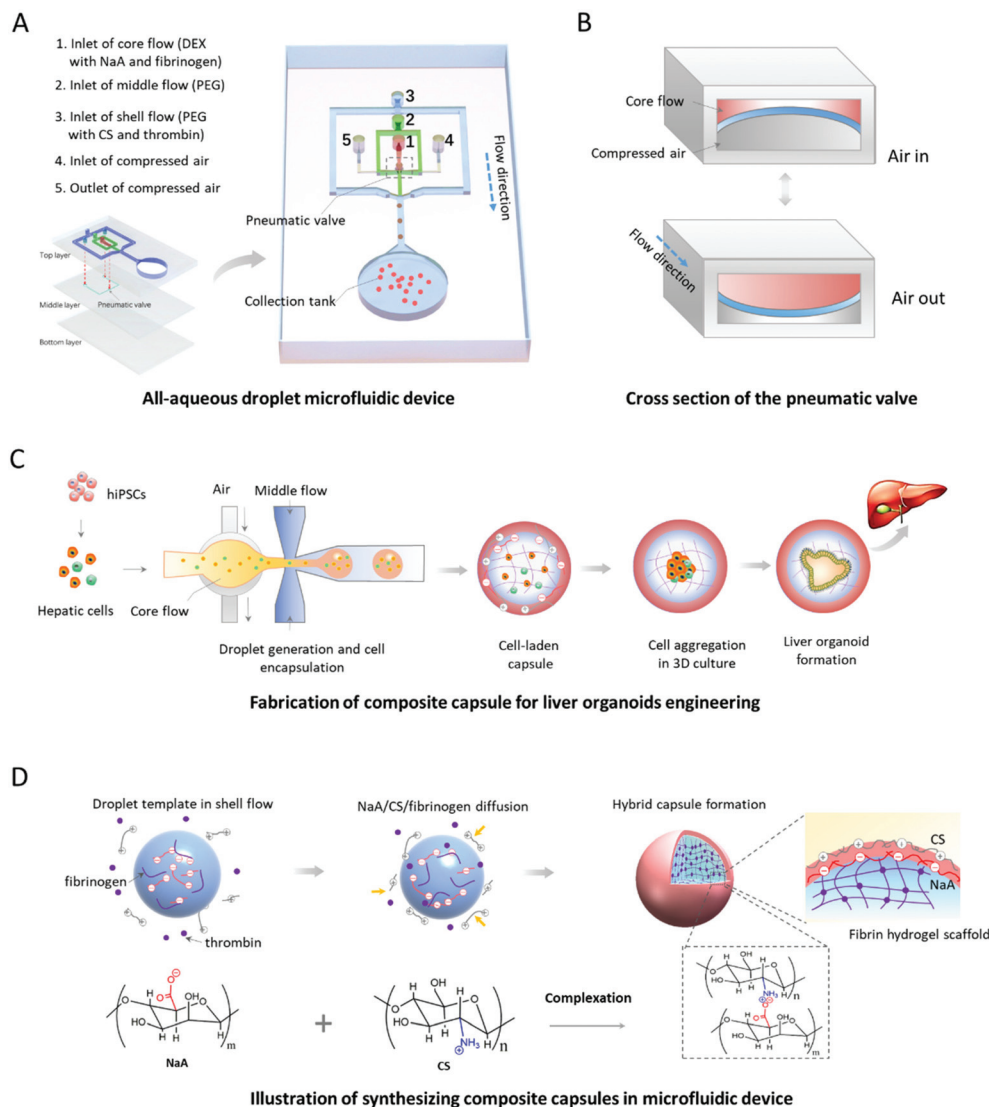 A
1. Inlet of core flow (DEX
with NaA and fibrinogen)
2. Inlet of middle flow (PEG)
3. Inlet of shell flow (PEG
with CS and thrombin)
4. Inlet of compressed air
5. Outlet of compressed air
Top layer
Middle layer
Pneumatic valve
Bottom layer
3
2
5
1
4
Flow direction
Pneumatic valve
Collection tank
All-aqueous droplet microfluidic device
B
Core flow
Compressed air
Air in
Flow direction
Air out
Cross section of the pneumatic valve
C
hiPSCs
Hepatic cells
Air
Middle flow
Core flow
Droplet generation and cell
encapsulation
Cell-laden
capsule
Cell aggregation
in 3D culture
Liver organoid
formation
Fabrication of composite capsule for liver organoids engineering
D
Droplet template in shell flow
fibrinogen
thrombin
NaA/CS/fibrinogen diffusion
Hybrid capsule formation
CS
NaA
Fibrin hydrogel scaffold
NaA
+
CS
Complexation
Illustration of synthesizing composite capsules in microfluidic device